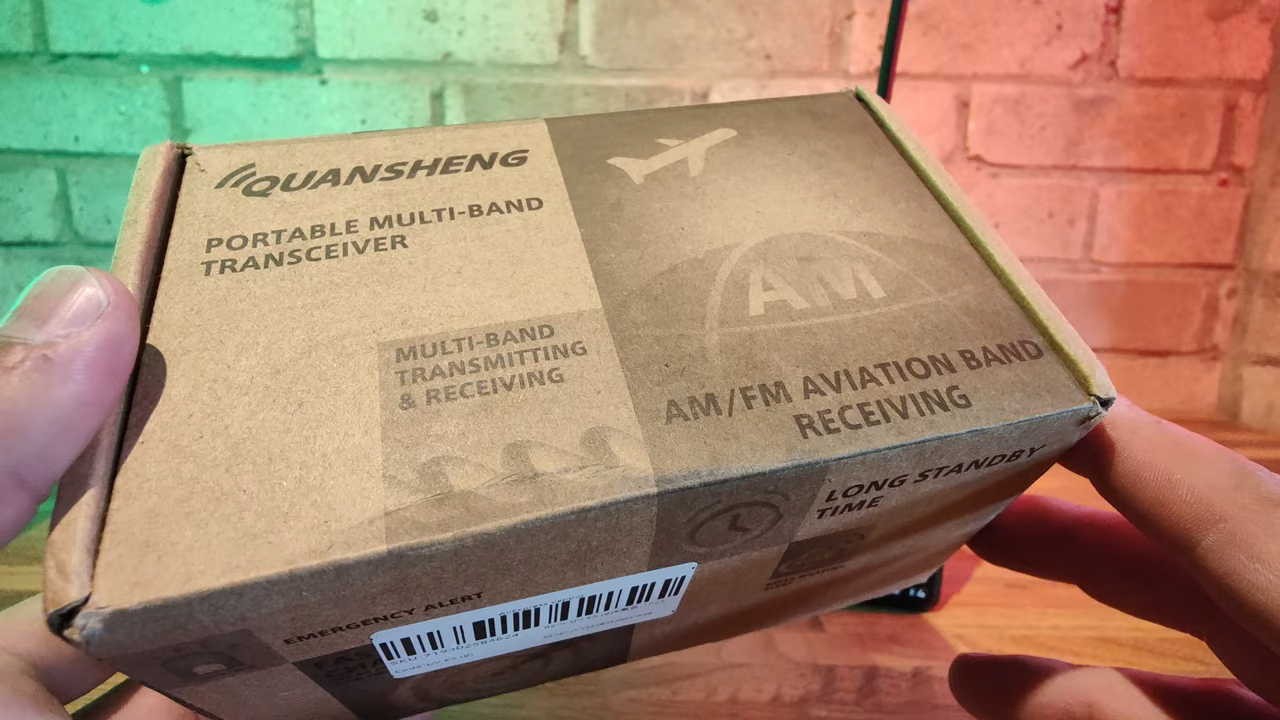 QUANSHENG
PORTABLE MULTI-BAND
TRANSCEIVER
MULTI-BAND
TRANSMITTING
& RECEIVING
AM
AM/FM AVIATION BAND
RECEIVING
LONG STANDBY
TIME
EMERGENCY ALERT